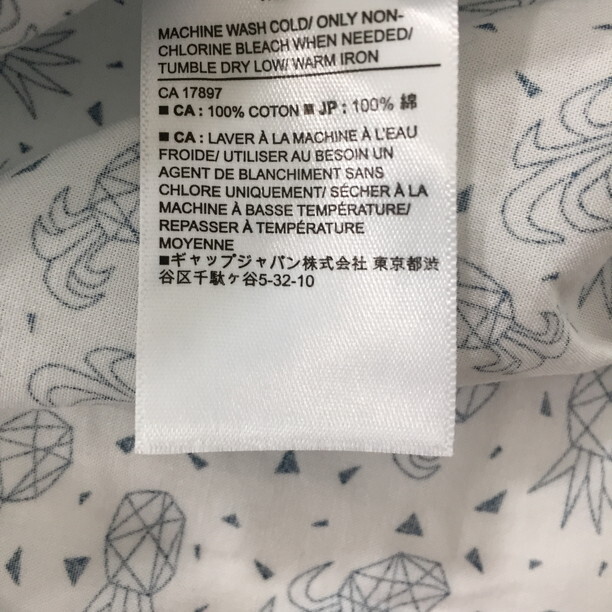 MACHINE WASH COLD/ ONLY NON-
CHLORINE BLEACH WHEN NEEDED/
TUMBLE DRY LOW/ WARM IRON
CA 17897
■ CA : 100% COTON ■ JP : 100% 綿
■ CA : LAVER À LA MACHINE À L'EAU
FROIDE/ UTILISER AU BESOIN UN
AGENT DE BLANCHIMENT SANS
CHLORE UNIQUEMENT/ SÉCHER À LA
MACHINE À BASSE TEMPÉRATURE/
REPASSER À TEMPÉRATURE
MOYENNE
■ギャップジャパン株式会社 東京都渋
谷区千駄ヶ谷5-32-10